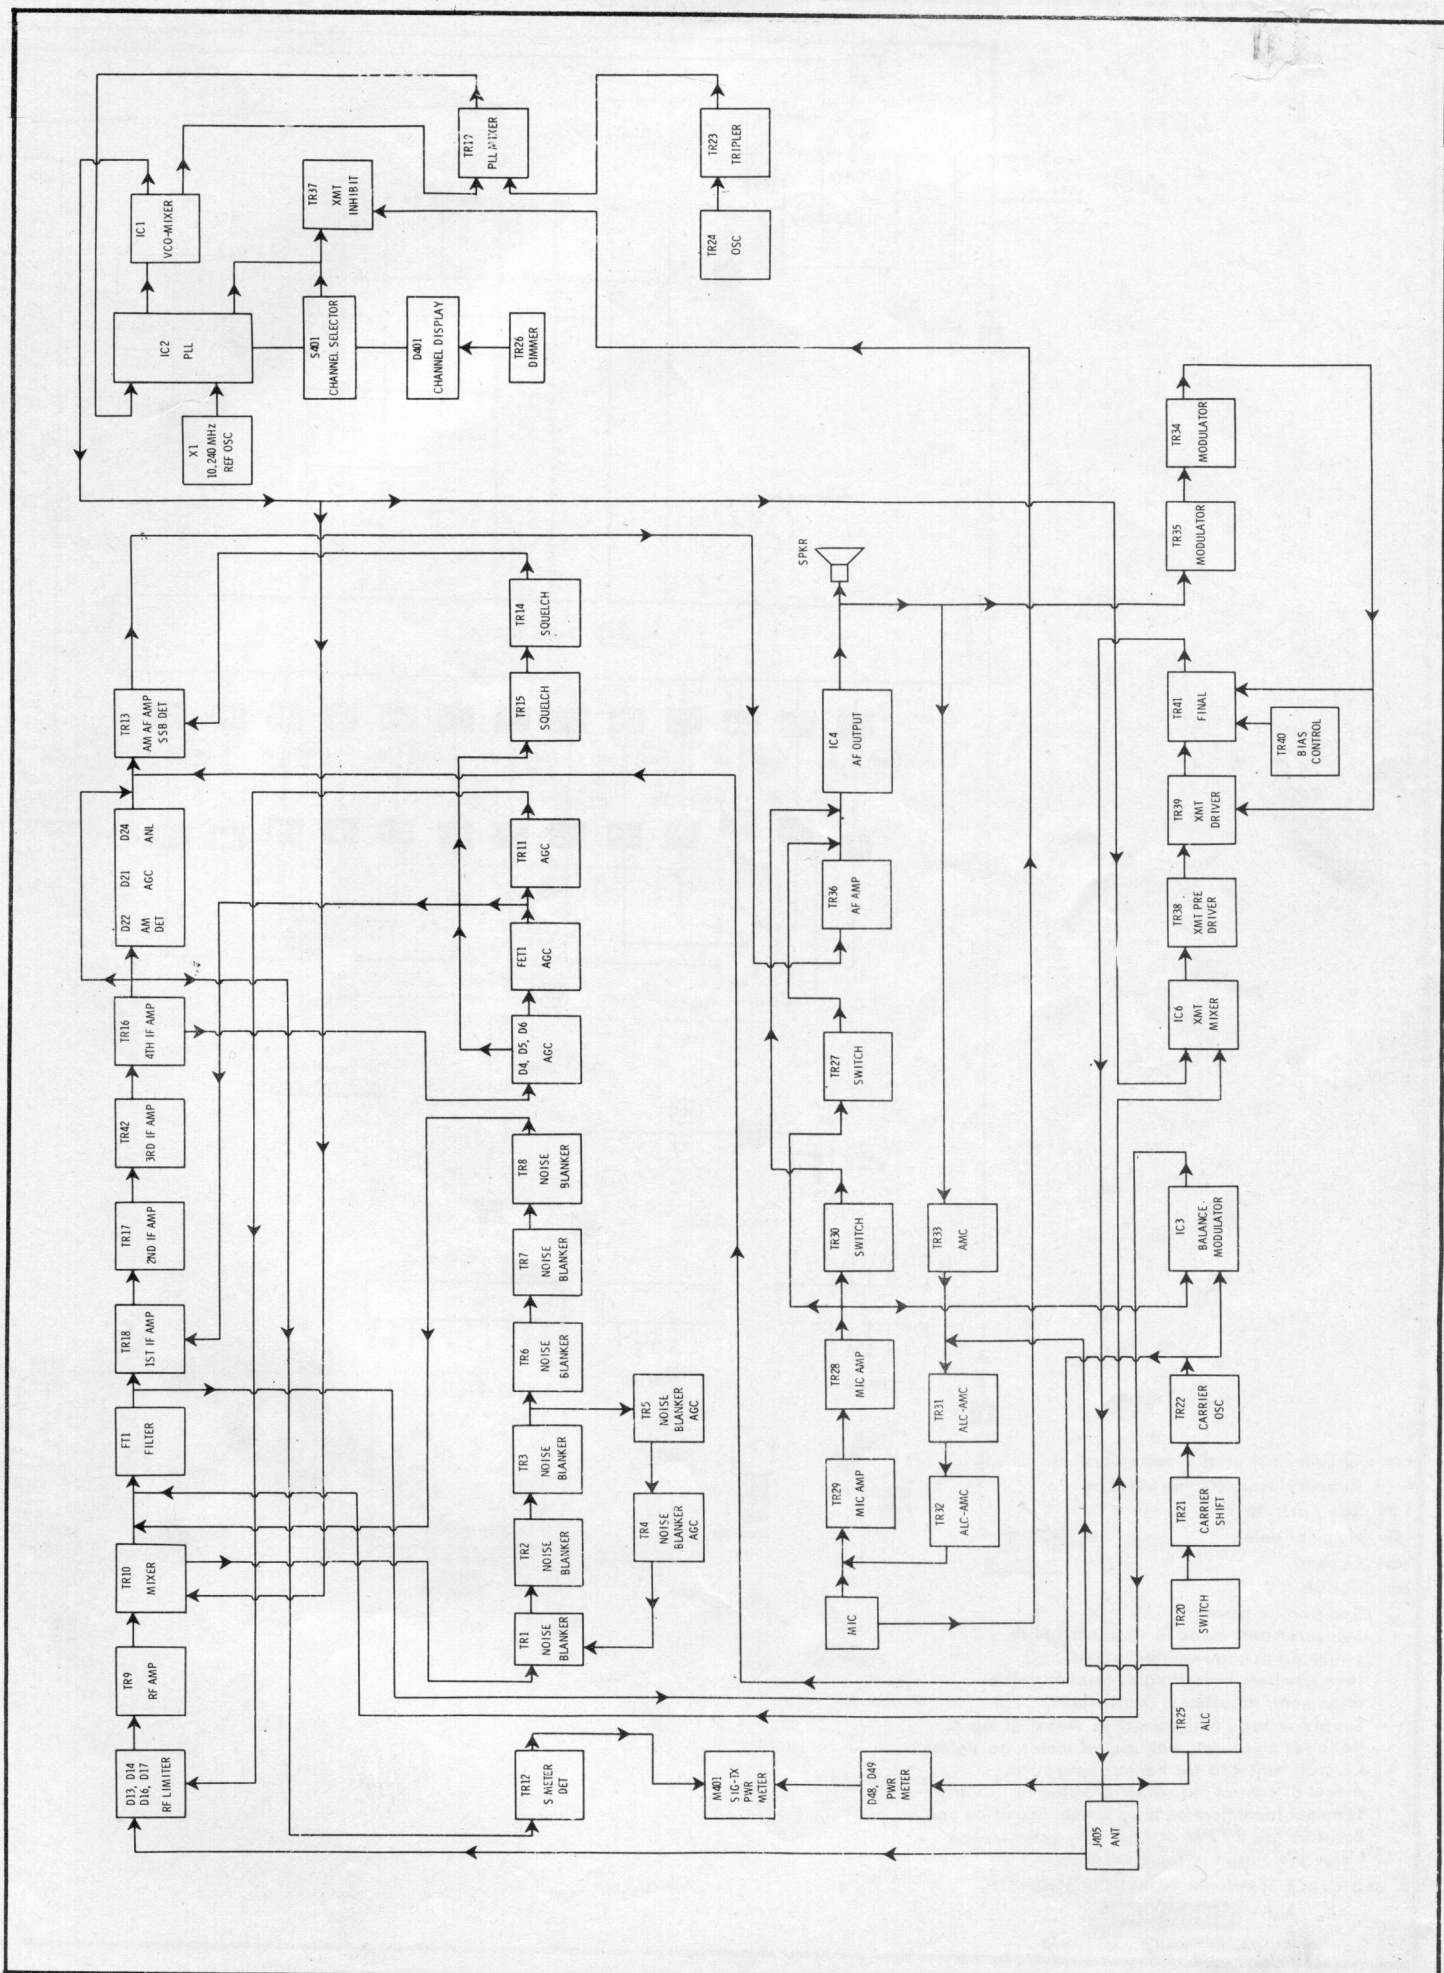 D13, D14
D16, D17
RF LIMITER
TR9
RF AMP
TR10
MIXER
FT1
FILTER
TR18
1ST IF AMP
TR17
2ND IF AMP
TR42
3RD IF AMP
TR16
4TH IF AMP
D22 D21 D24
AM AGC ANL
DET
TR13
AM AF AMP
SSB DET
X1
10.240 MHz
REF OSC
IC2
PLL
IC1
VCO-MIXER
S401
CHANNEL SELECTOR
TR37
XMT
INHIBIT
D401
CHANNEL DISPLAY
TR26
DIMMER
PLL MIXER
TR24
OSC
TR23
TRIPLER
TR12
S METER
DET
TR1
NOISE
BLANKER
TR2
NOISE
BLANKER
TR3
NOISE
BLANKER
TR6
NOISE
BLANKER
TR7
NOISE
BLANKER
TR8
NOISE
BLANKER
D4, D5, D6
AGC
FET1
AGC
TR11
AGC
TR15
SQUELCH
TR14
SQUELCH
TR4
NOISE
BLANKER
AGC
TR5
NOISE
BLANKER
AGC
M401
SIG-TX
PWR
METER
D48, D49
PWR
METER
MIC
TR29
MIC AMP
TR28
MIC AMP
TR30
SWITCH
TR27
SWITCH
TR36
AF AMP
IC4
AF OUTPUT
SPKR
TR32
ALC-AMC
TR31
ALC-AMC
TR33
AMC
J405
ANT
TR25
ALC
TR20
SWITCH
TR21
CARRIER
SHIFT
TR22
CARRIER
OSC
IC3
BALANCE
MODULATOR
IC6
XMT
MIXER
TR38
XMT PRE
DRIVER
TR39
XMT
DRIVER
TR41
FINAL
TR40
BIAS
CONTROL
TR35
MODULATOR
TR34
MODULATOR